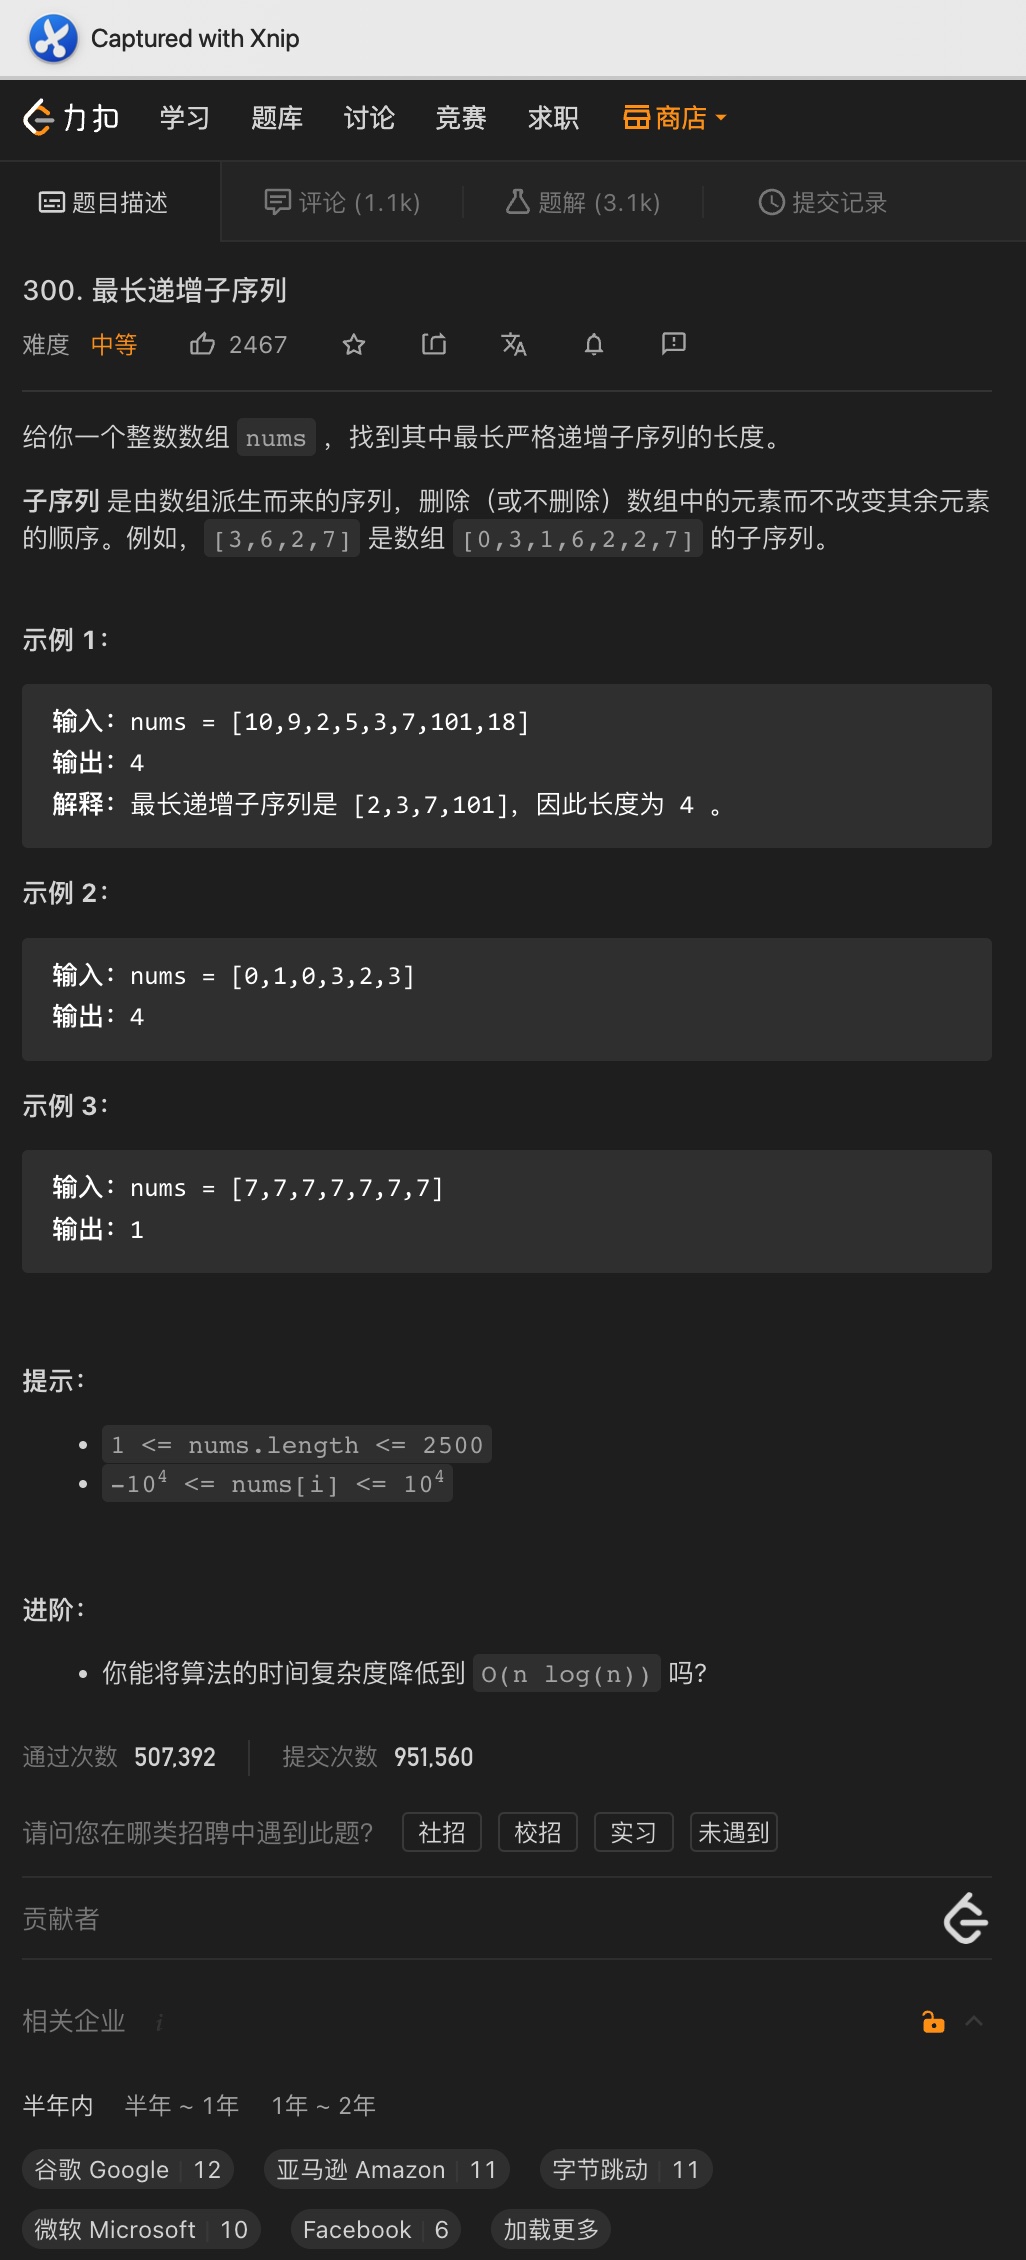 Captured with Xnip
力扣 学习 题库 讨论 竞赛 求职 商店
题目描述 评论 (1.1k) 题解 (3.1k) 提交记录
300. 最长递增子序列
难度 中等 2467
给你一个整数数组 nums ，找到其中最长严格递增子序列的长度。
子序列 是由数组派生而来的序列，删除（或不删除）数组中的元素而不改变其余元素
的顺序。例如，[3,6,2,7] 是数组 [0,3,1,6,2,2,7] 的子序列。
示例 1：
输入：nums = [10,9,2,5,3,7,101,18]
输出：4
解释：最长递增子序列是 [2,3,7,101]，因此长度为 4 。
示例 2：
输入：nums = [0,1,0,3,2,3]
输出：4
示例 3：
输入：nums = [7,7,7,7,7,7,7]
输出：1
提示：
• 1 <= nums.length <= 2500
• -10⁴ <= nums[i] <= 10⁴
进阶：
• 你能将算法的时间复杂度降低到 O(n log(n)) 吗?
通过次数 507,392 提交次数 951,560
请问您在哪类招聘中遇到此题？ 社招 校招 实习 未遇到
贡献者
相关企业 i
半年内 半年 ~ 1年 1年 ~ 2年
谷歌 Google 12 亚马逊 Amazon 11 字节跳动 11
微软 Microsoft 10 Facebook 6 加载更多